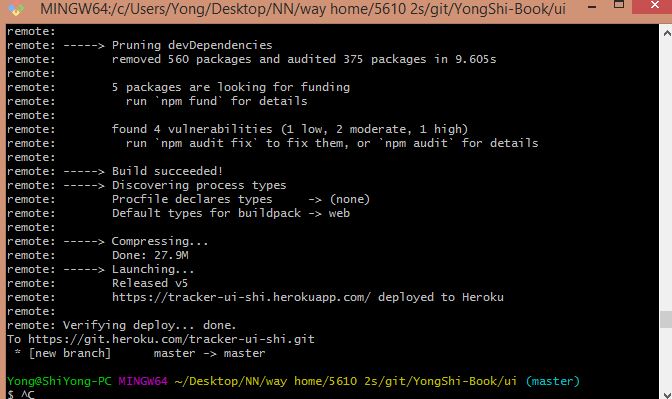 MINGW64:/c/Users/Yong/Desktop/NN/way home/5610 2s/git/YongShi-Book/ui
remote:
remote: -----> Pruning devDependencies
remote:        removed 560 packages and audited 375 packages in 9.605s
remote:
remote:        5 packages are looking for funding
remote:          run `npm fund` for details
remote:
remote:        found 4 vulnerabilities (1 low, 2 moderate, 1 high)
remote:          run `npm audit fix` to fix them, or `npm audit` for details
remote:
remote: -----> Build succeeded!
remote: -----> Discovering process types
remote:        Procfile declares types     -> (none)
remote:        Default types for buildpack -> web
remote:
remote: -----> Compressing...
remote:        Done: 27.9M
remote: -----> Launching...
remote:        Released v5
remote:        https://tracker-ui-shi.herokuapp.com/ deployed to Heroku
remote:
remote: Verifying deploy... done.
To https://git.heroku.com/tracker-ui-shi.git
 * [new branch]      master -> master
Yong@ShiYong-PC MINGW64 ~/Desktop/NN/way home/5610 2s/git/YongShi-Book/ui (master)
$ ^C